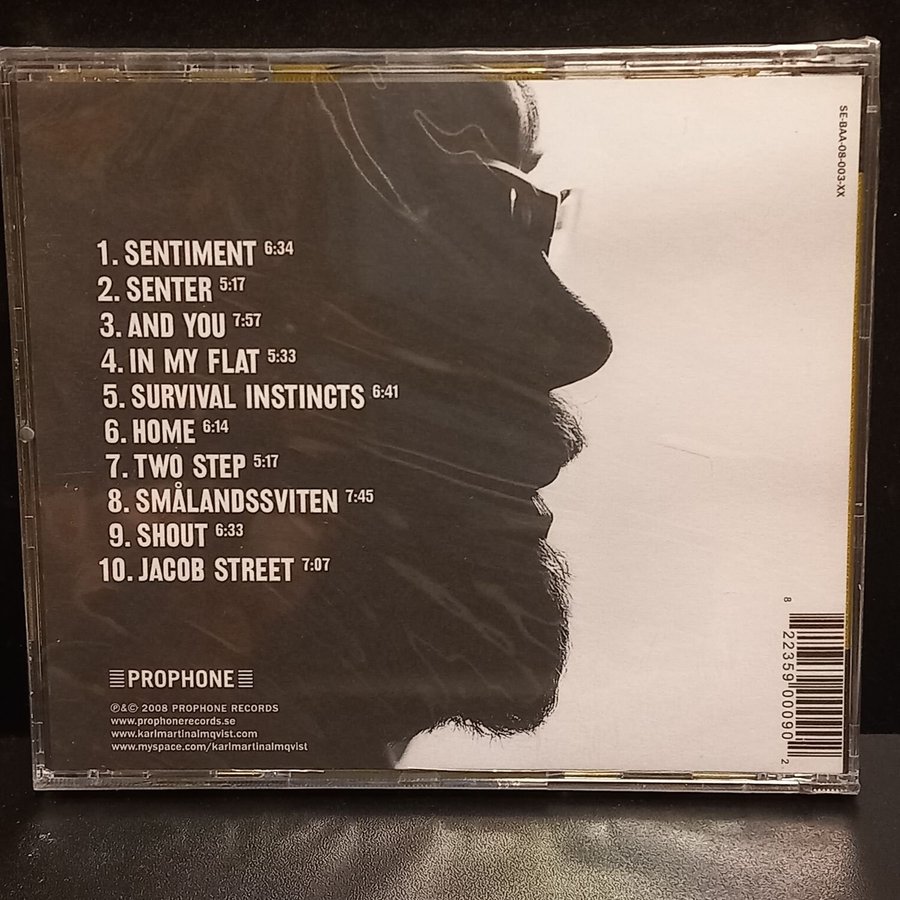 SE-BAA-08-003-XX
1. SENTIMENT 6:34
2. SENTER 5:17
3. AND YOU 7:57
4. IN MY FLAT 5:33
5. SURVIVAL INSTINCTS 6:41
6. HOME 6:14
7. TWO STEP 5:17
8. SMÅLANDSSVITEN 7:45
9. SHOUT 6:33
10. JACOB STREET 7:07
PROPHONE
℗&© 2008 PROPHONE RECORDS
www.prophonerecords.se
www.karlmartinalmqvist.com
www.myspace.com/karlmartinalmqvist
8 22359 00090 2